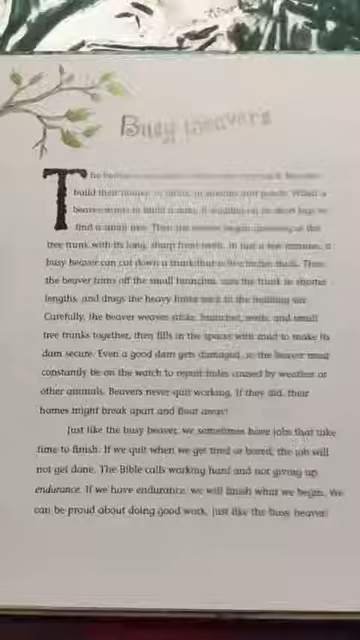 Busy Beavers
The
build their
beaver
find a small tree. Then the beaver begins
tree trunk with its long, sharp front teeth. In just a few minutes, a
busy beaver can cut down a trunk that is five inches thick. Then
the beaver trims off the small branches, cuts the trunk in shorter
lengths, and drags the heavy limbs back to the building site.
Carefully, the beaver weaves sticks, branches, reeds, and small
tree trunks together, then fills in the spaces with mud to make its
dam secure. Even a good dam gets damaged, so the beaver must
constantly be on the watch to repair holes caused by weather or
other animals. Beavers never quit working. If they did, their
homes might break apart and float away!
Just like the busy beaver, we sometimes have jobs that take
time to finish. If we quit when we get tired or bored, the job will
not get done. The Bible calls working hard and not giving up
endurance. If we have endurance, we will finish what we begin. We
can be proud about doing good work, just like the busy beaver!